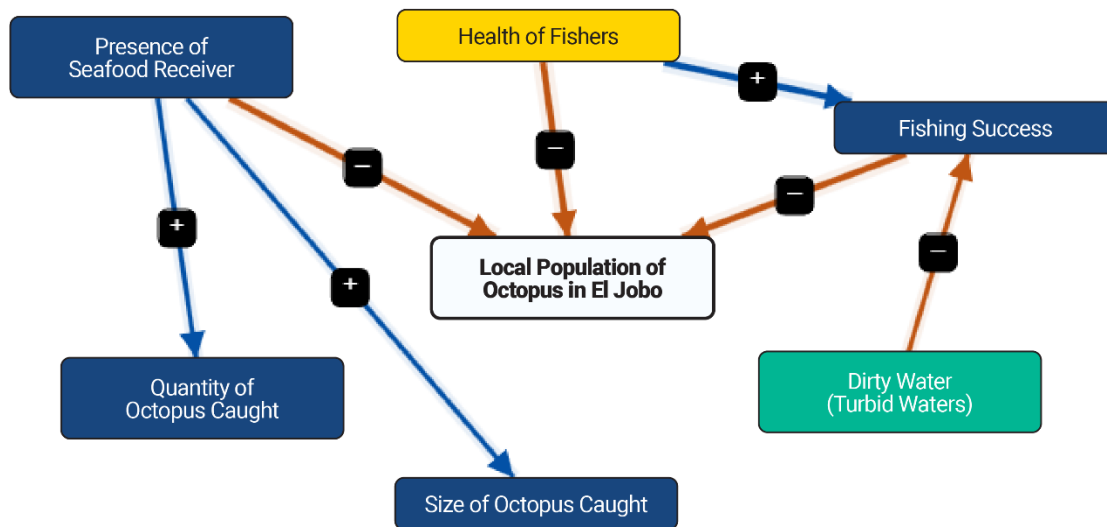 Presence of
Seafood Receiver
Health of Fishers
+
Fishing Success
−
−
−
+
−
+
Local Population of
Octopus in El Jobo
Quantity of
Octopus Caught
Dirty Water
(Turbid Waters)
Size of Octopus Caught